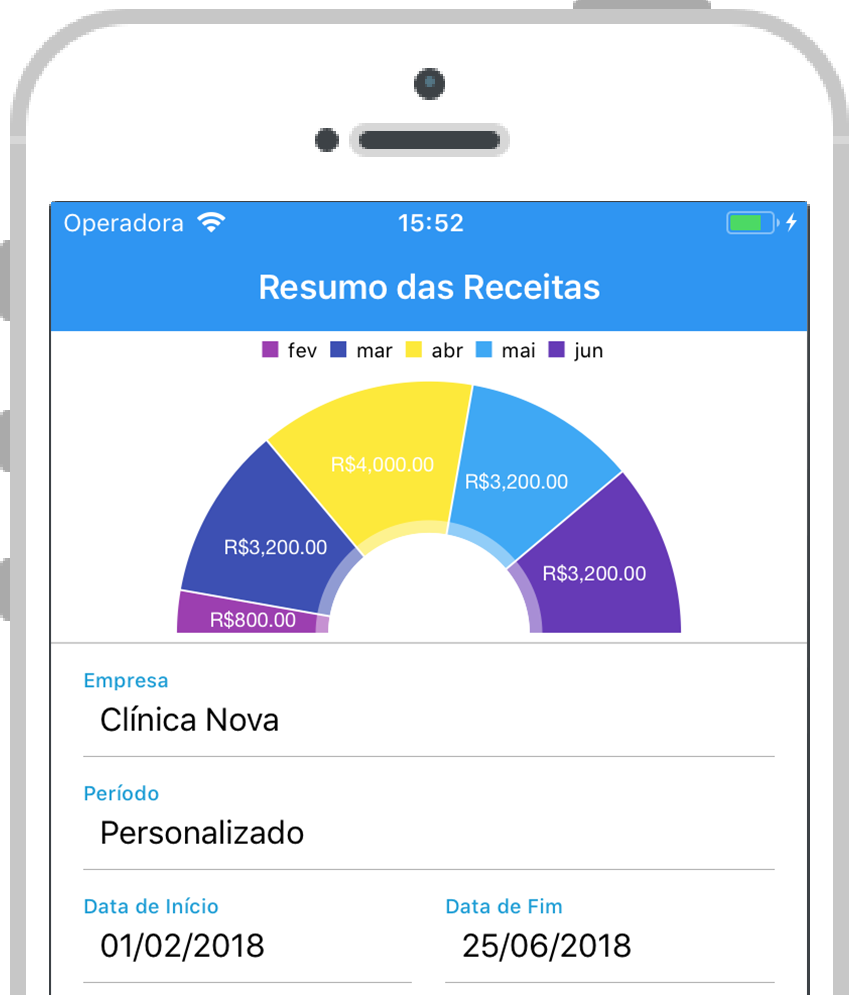 Operadora 15:52
Resumo das Receitas
fev mar abr mai jun
R$4,000.00
R$3,200.00
R$3,200.00
R$3,200.00
R$800.00
Empresa
Clínica Nova
Período
Personalizado
Data de Início Data de Fim
01/02/2018 25/06/2018